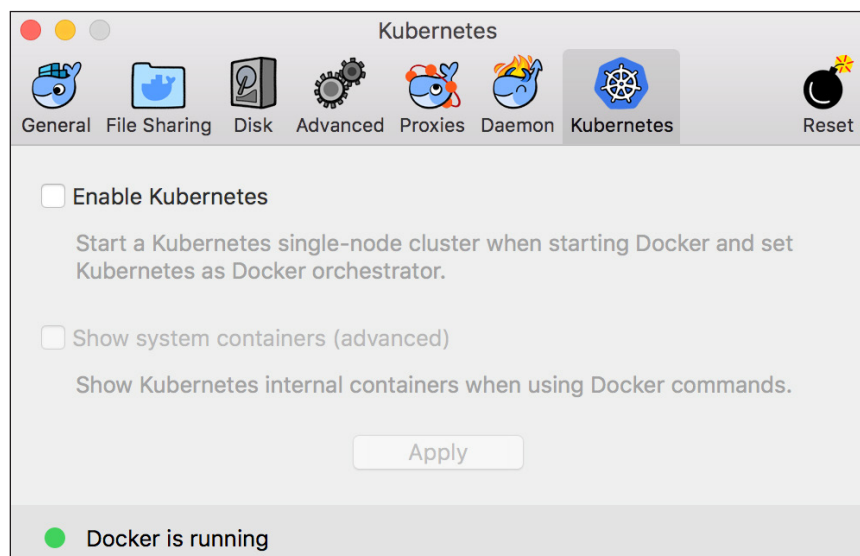 Kubernetes
General File Sharing Disk Advanced Proxies Daemon Kubernetes Reset
Enable Kubernetes
Start a Kubernetes single-node cluster when starting Docker and set
Kubernetes as Docker orchestrator.
Show system containers (advanced)
Show Kubernetes internal containers when using Docker commands.
Apply
Docker is running